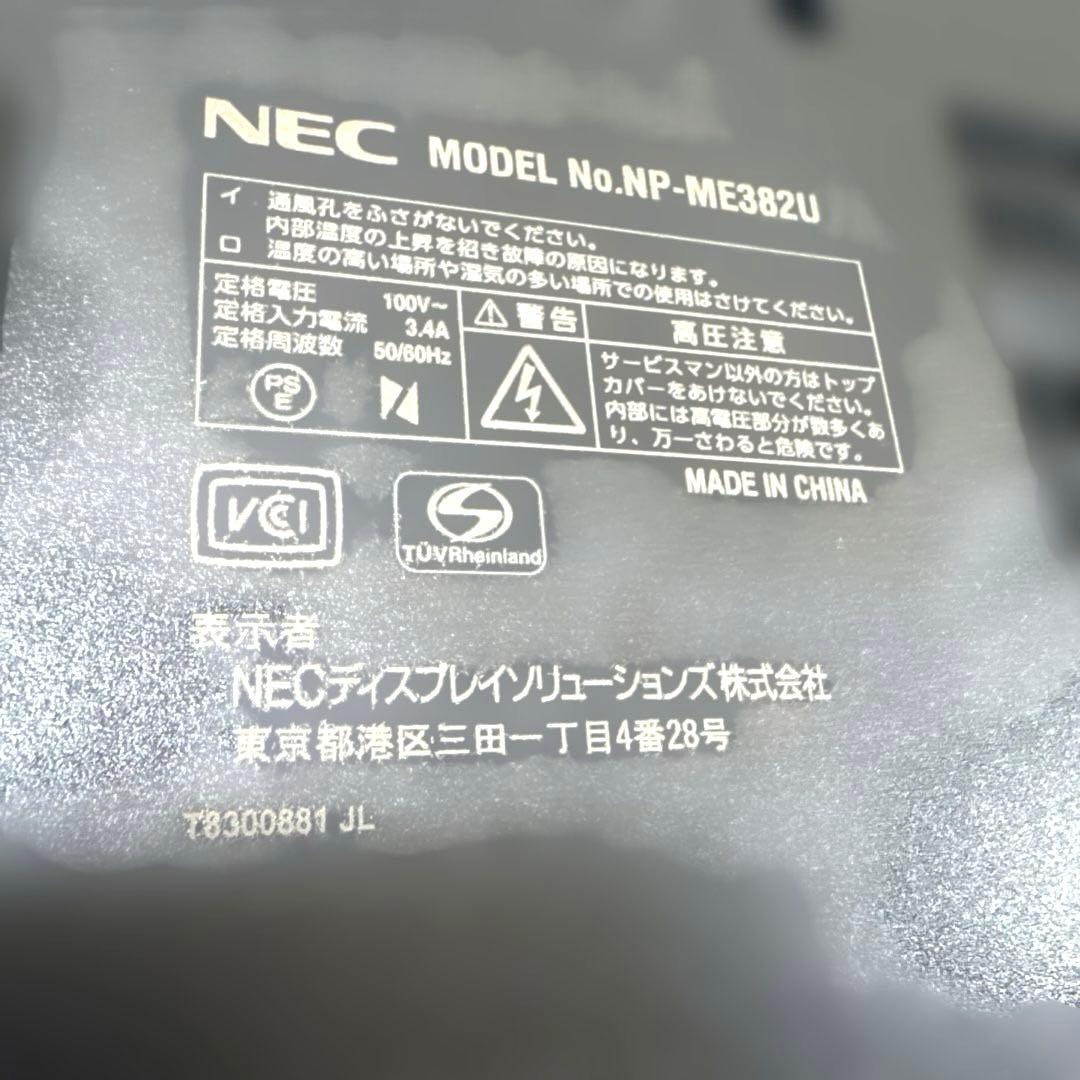 NEC MODEL No.NP-ME382U
イ 通風孔をふさがないでください。
内部温度の上昇を招き故障の原因になります。
ロ 温度の高い場所や湿気の多い場所での使用はさけてください。
定格電圧 100V~
定格入力電流 3.4A
定格周波数 50/60Hz
PS
E
⚠ 警告
高圧注意
サービスマン以外の方はトップ
カバーをあけないでください。
内部には高電圧部分が数多くあ
り、万一さわると危険です。
MADE IN CHINA
VCI
TÜVRheinland
表示者
NECディスプレイソリューションズ株式会社
東京都港区三田一丁目4番28号
T8300881 JL